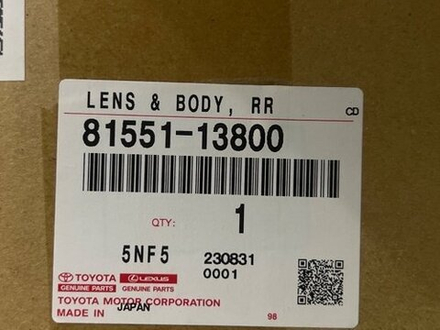 LENS & BODY, RR
CD
81551-13800
QTY: 1
5NF5 230831
0001
TOYOTA LEXUS
GENUINE PARTS GENUINE PARTS
TOYOTA MOTOR CORPORATION
MADE IN JAPAN 98